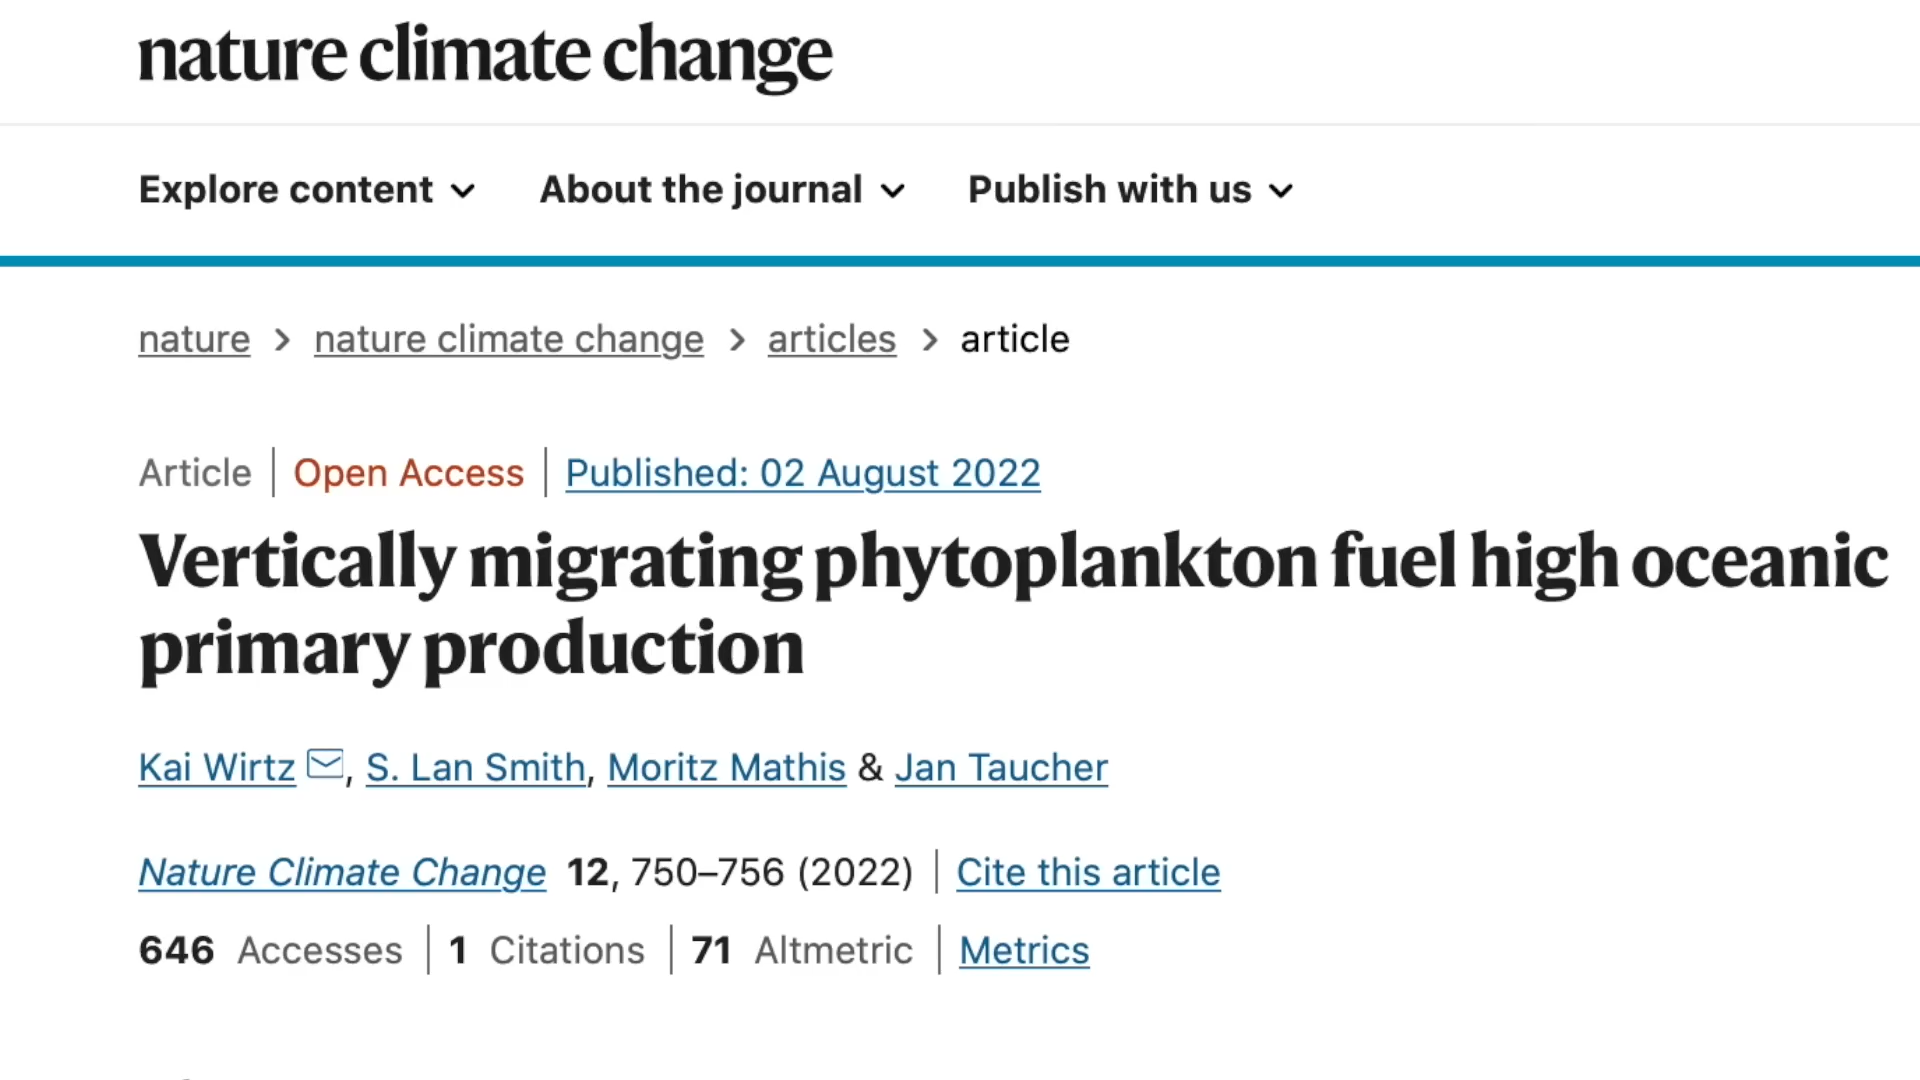 nature climate change
Explore content About the journal Publish with us
nature > nature climate change > articles > article
Article | Open Access | Published: 02 August 2022
Vertically migrating phytoplankton fuel high oceanic
primary production
Kai Wirtz, S. Lan Smith, Moritz Mathis & Jan Taucher
Nature Climate Change 12, 750–756 (2022) | Cite this article
646 Accesses | 1 Citations | 71 Altmetric | Metrics